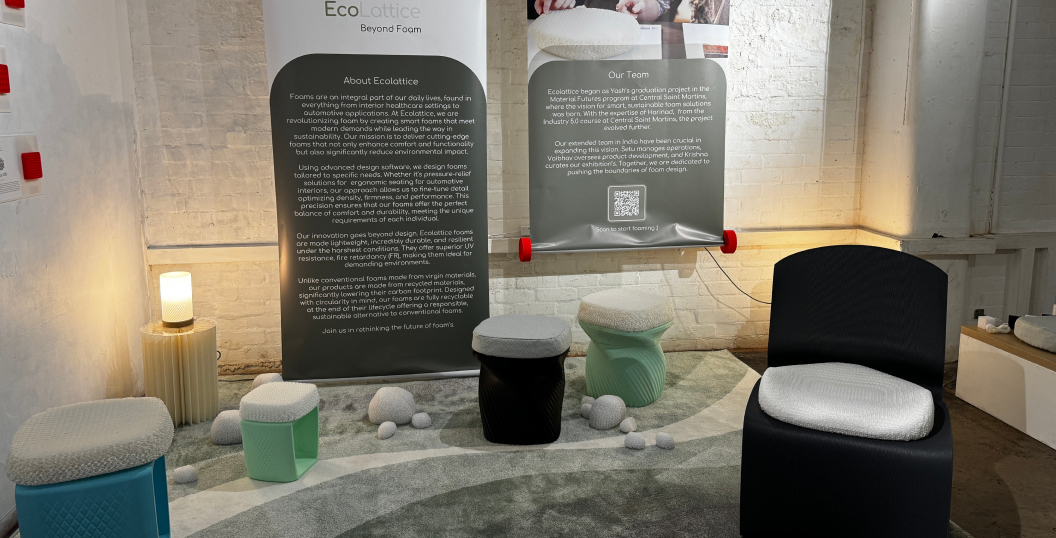 EcoLattice
Beyond Foam
About Ecolattice
Foams are an integral part of our daily lives, found in
everything from interior healthcare settings to
automotive applications. At Ecolattice, we are
revolutionizing foam by creating smart foams that meet
modern demands while leading the way in
sustainability. Our mission is to deliver cutting-edge
foams that not only enhance comfort and functionality
but also significantly reduce environmental impact.
Using advanced design software, we design foams
tailored to specific needs. Whether it's pressure-relief
solutions for ergonomic seating for automotive
interiors, our approach allows us to fine-tune detail
optimizing density, firmness, and performance. This
precision ensures that our foams offer the perfect
balance of comfort and durability, meeting the unique
requirements of each individual.
Our innovation goes beyond design. Ecolattice foams
are made lightweight, incredibly durable, and resilient
under the harshest conditions. They offer superior UV
resistance, fire retardancy (FR), making them ideal for
demanding environments.
Unlike conventional foams made from virgin materials,
our products are made from recycled materials,
significantly lowering their carbon footprint. Designed
with circularity in mind, our foams are fully recyclable
at the end of their lifecycle offering a responsible,
sustainable alternative to conventional foams.
Join us in rethinking the future of foam's
Our Team
Ecolattice began as Yash's graduation project in the
Material Futures program at Central Saint Martins,
where the vision for smart, sustainable foam solutions
was born. With the expertise of Harinad, from the
Industry 5.0 course at Central Saint Martins, the project
evolved further.
Our extended team in India have been crucial in
expanding this vision. Setu manages operations,
Vaibhav oversees product development, and Krishna
curates our exhibition's. Together, we are dedicated to
pushing the boundaries of foam design.
Scan to start foaming :)